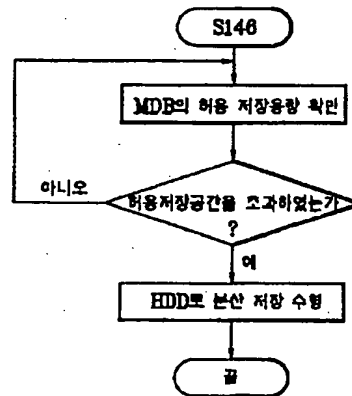 S146
MDB의 허용 저장용량 확인
허용저장공간을 초과하였는가
?
아니오
예
HDD로 분산 저장 수행
끝